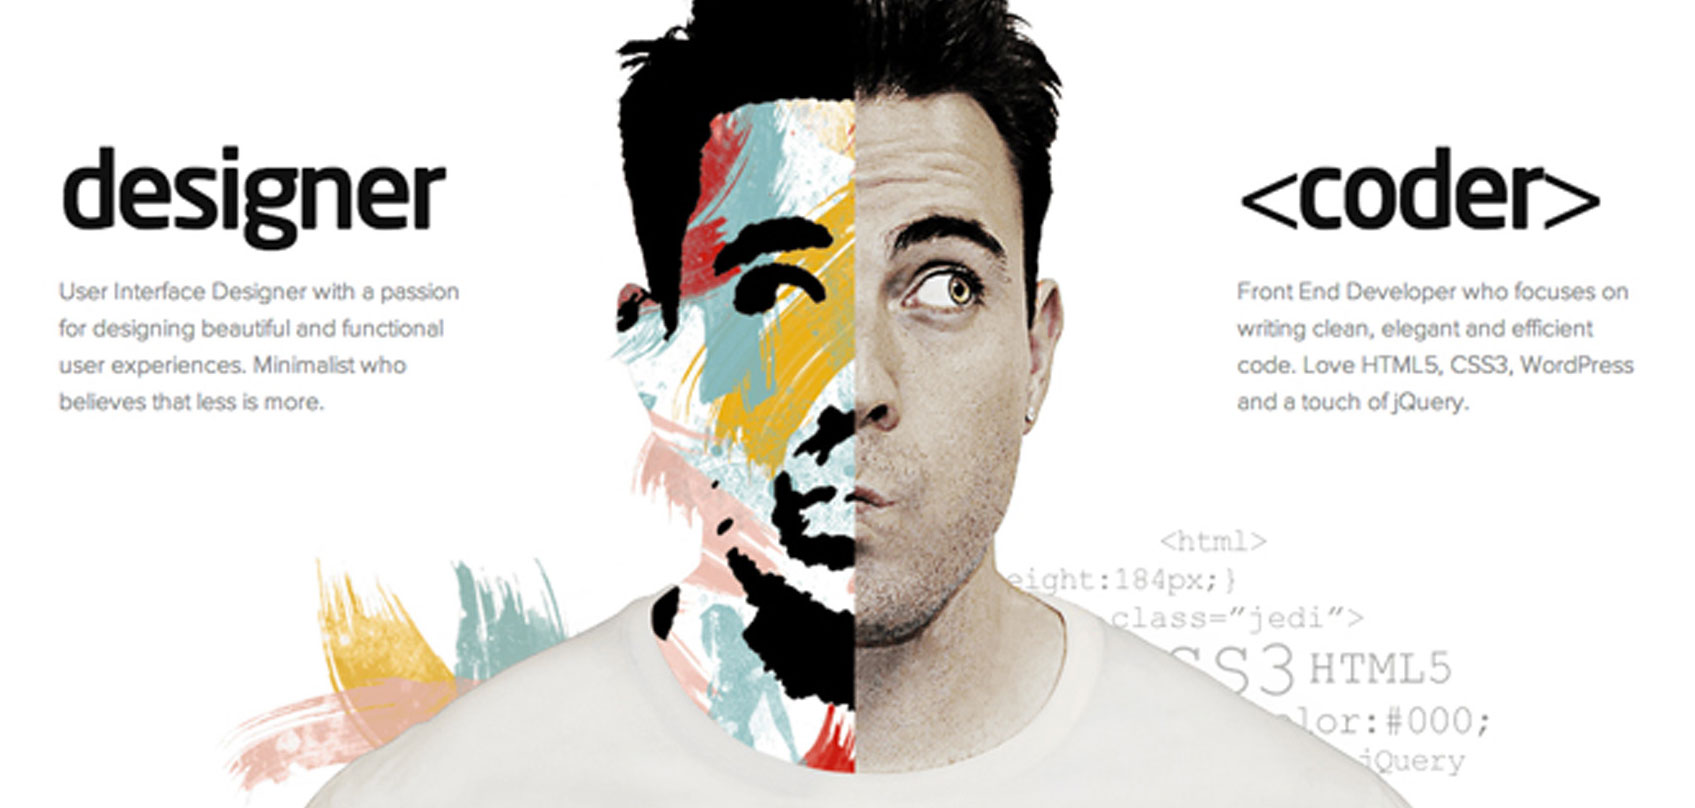 designer
User Interface Designer with a passion
for designing beautiful and functional
user experiences. Minimalist who
believes that less is more.
<coder>
Front End Developer who focuses on
writing clean, elegant and efficient
code. Love HTML5, CSS3, WordPress
and a touch of jQuery.
<html>
eight:184px;}
class="jedi">
SS3 HTML5
lor:#000;
jQuery